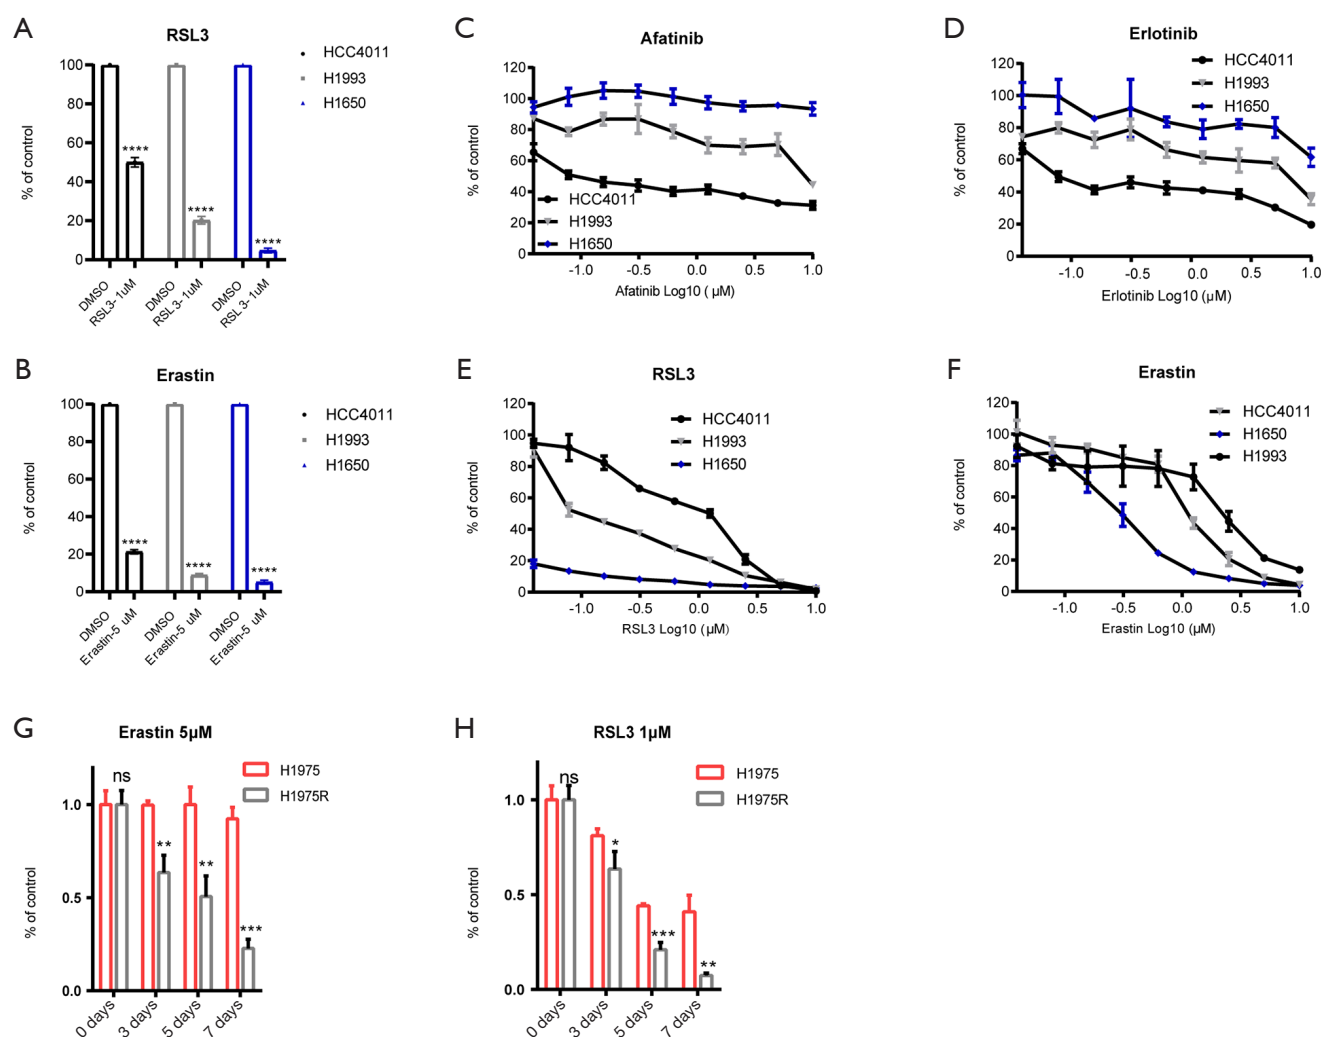 A
RSL3
HCC4011
H1993
H1650
% of control
100
80
60
40
20
0
****
****
****
DMSO
RSL3- 1uM
DMSO
RSL3-1uM
DMSO
RSL3-1uM
B
Erastin
HCC4011
H1993
H1650
% of control
100
80
60
40
20
0
****
****
****
DMSO
Erastin-5 uM
DMSO
Erastin-5 uM
DMSO
Erastin-5 uM
C
Afatinib
% of control
120
100
80
60
40
20
0
HCC4011
H1993
H1650
-1.0
-0.5
0.0
0.5
1.0
Afatinib Log10 ( µM)
D
Erlotinib
HCC4011
H1993
H1650
% of control
120
100
80
60
40
20
0
-1.0
-0.5
0.0
0.5
1.0
Erlotinib Log10 (µM)
E
RSL3
HCC4011
H1993
H1650
% of control
120
100
80
60
40
20
0
-1.0
-0.5
0.0
0.5
1.0
RSL3 Log10 (µM)
F
Erastin
HCC4011
H1650
H1993
% of control
120
100
80
60
40
20
0
-1.0
-0.5
0.0
0.5
1.0
Erastin Log10 (µM)
G
Erastin 5µM
H1975
H1975R
% of control
1.0
0.5
0.0
ns
**
**
***
0 days
3 days
5 days
7 days
H
RSL3 1µM
H1975
H1975R
% of control
1.0
0.5
0.0
ns
*
***
**
0 days
3 days
5 days
7 days